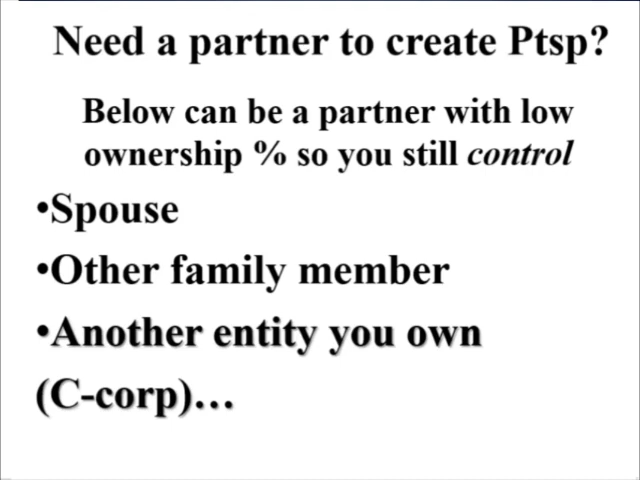 Need a partner to create Ptsp?
Below can be a partner with low
ownership % so you still control
•Spouse
•Other family member
•Another entity you own
(C-corp)…